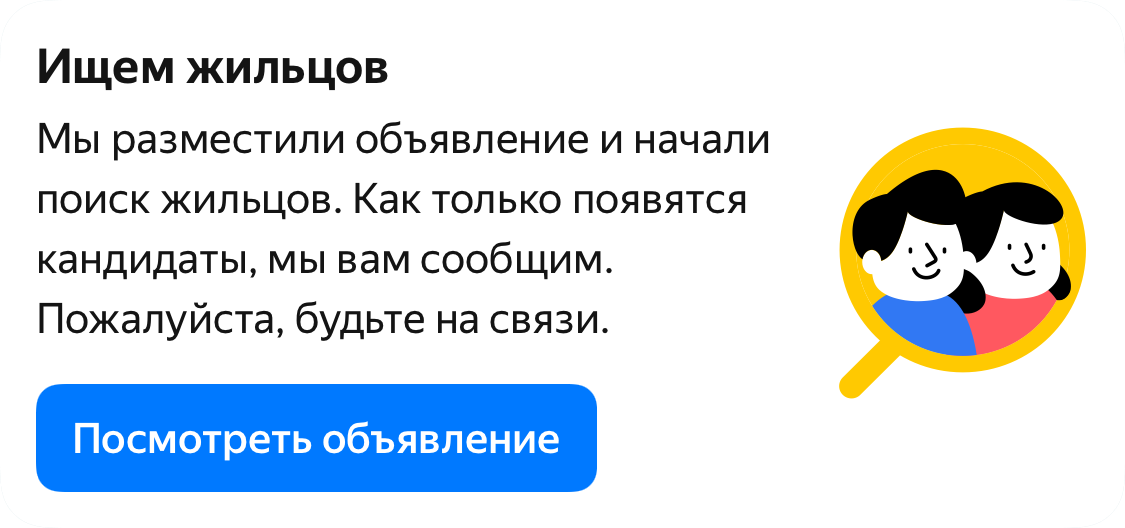 Ищем жильцов
Мы разместили объявление и начали
поиск жильцов. Как только появятся
кандидаты, мы вам сообщим.
Пожалуйста, будьте на связи.
Посмотреть объявление